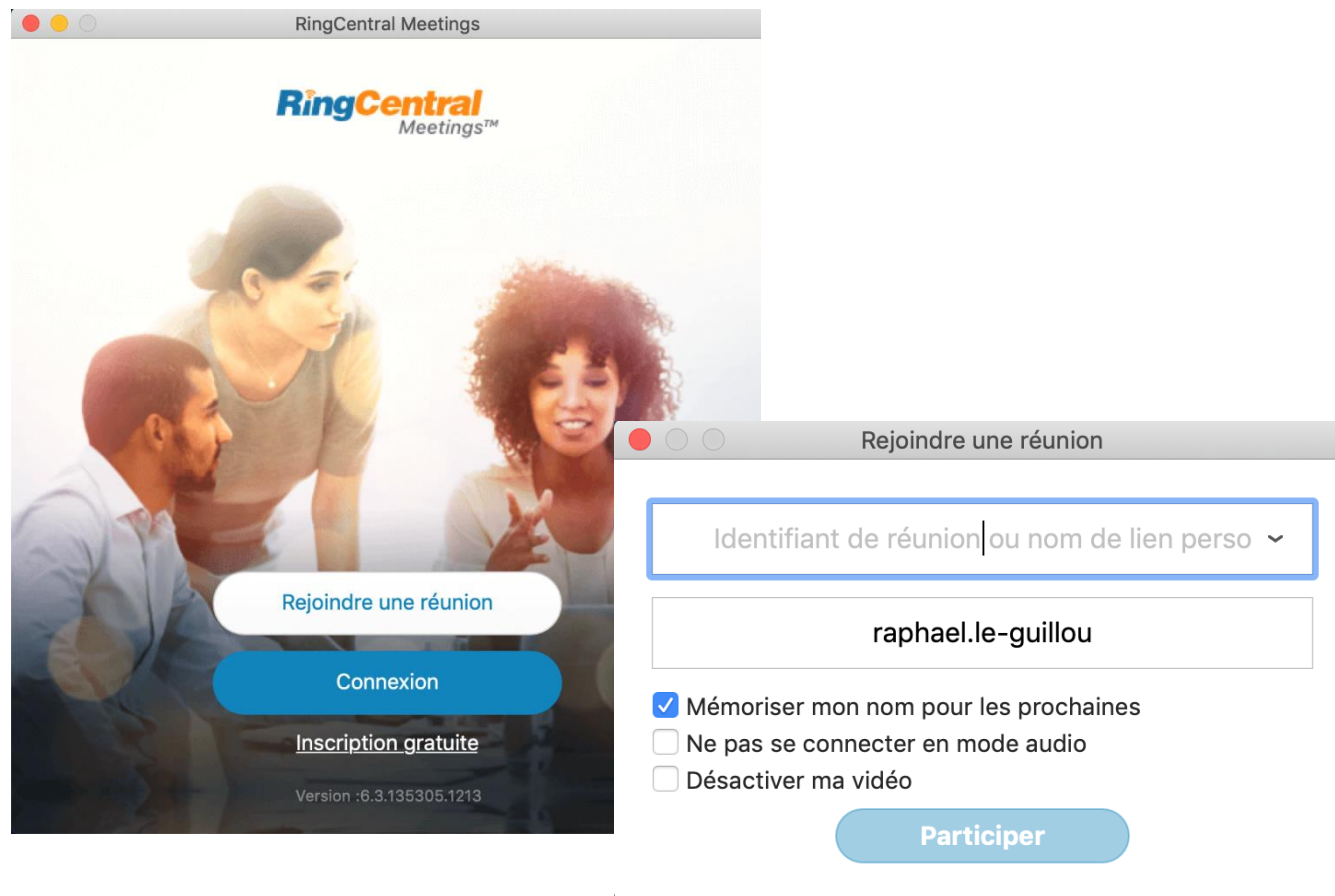 RingCentral Meetings
RingCentral
Meetings™
Rejoindre une réunion
Connexion
Inscription gratuite
Version :6.3.135305.1213
Rejoindre une réunion
Identifiant de réunion ou nom de lien perso
raphael.le-guillou
Mémoriser mon nom pour les prochaines
Ne pas se connecter en mode audio
Désactiver ma vidéo
Participer